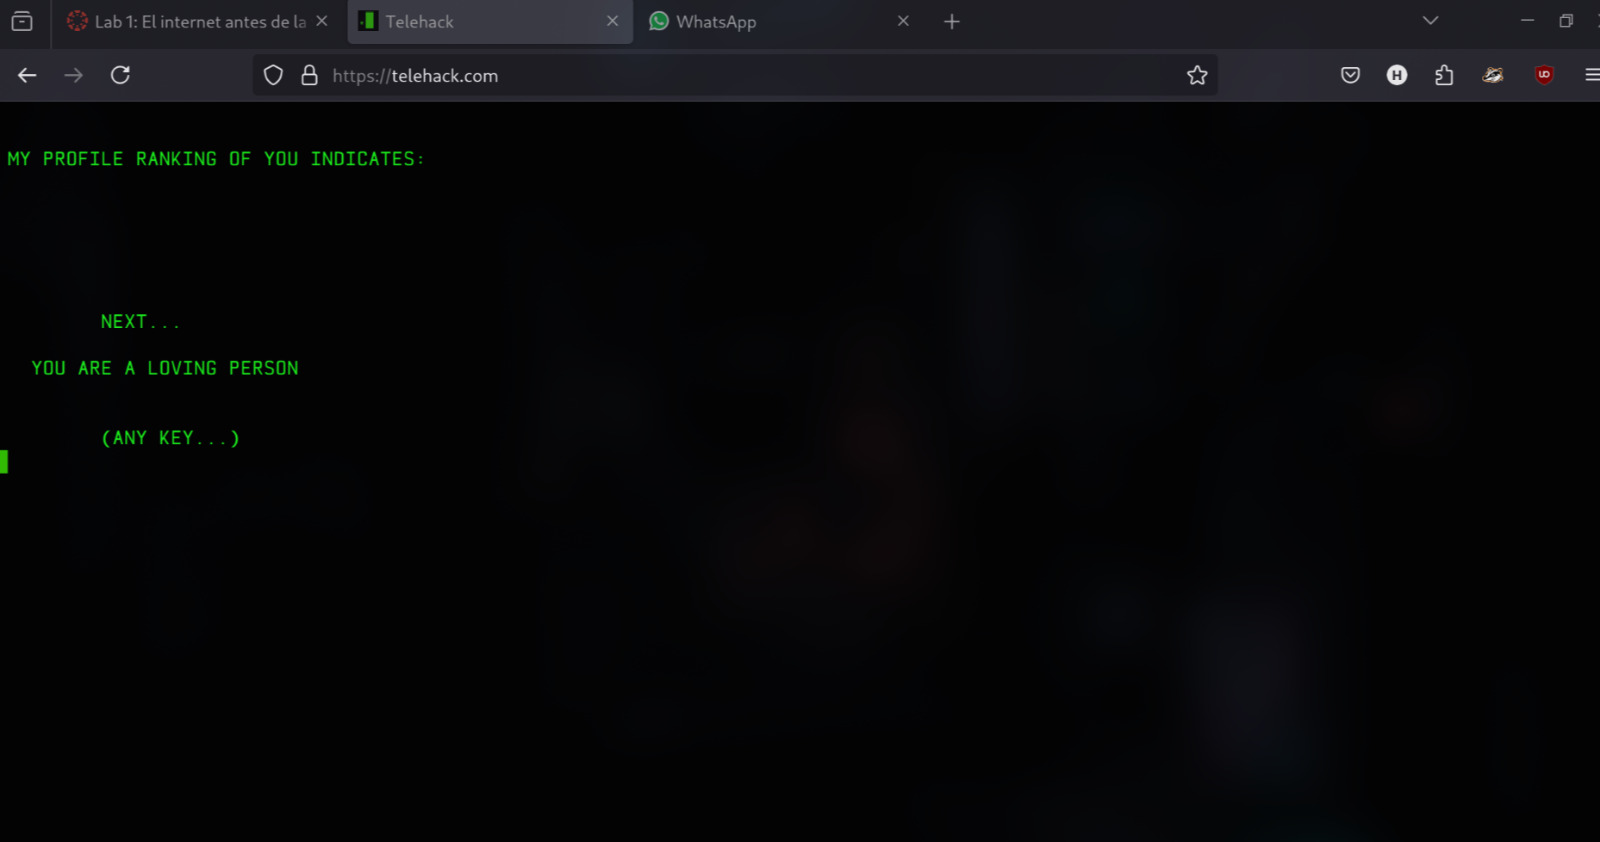 Lab 1: El internet antes de la
Telehack
WhatsApp
https://telehack.com
H
MY PROFILE RANKING OF YOU INDICATES:
NEXT...
YOU ARE A LOVING PERSON
(ANY KEY...)